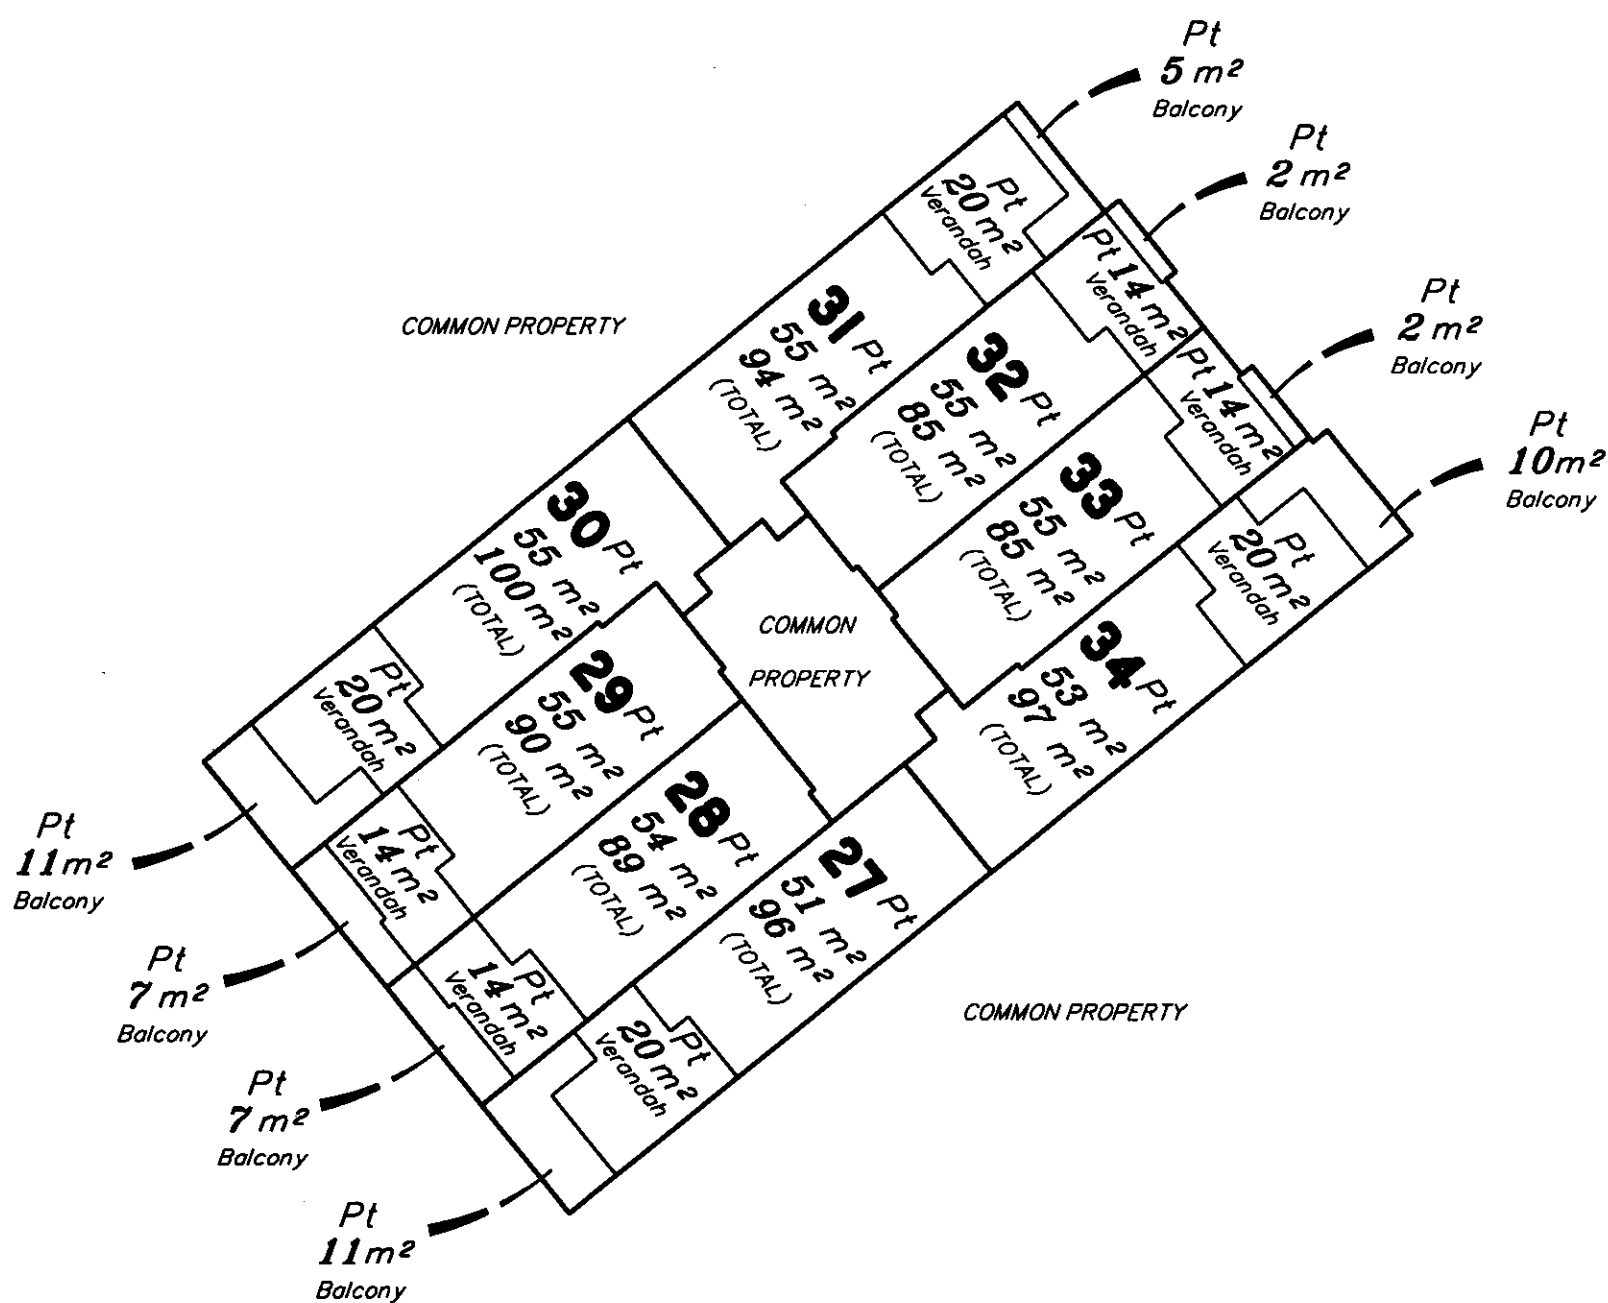 Pt
5 m²
Balcony
Pt
2 m²
Balcony
Pt
2 m²
Balcony
Pt
10m²
Balcony
Pt
20 m²
Verandah
Pt 14 m²
Verandah
Pt 14 m²
Verandah
Pt
20 m²
Verandah
COMMON PROPERTY
31 Pt
55 m²
94 m²
(TOTAL)
32 Pt
55 m²
85 m²
(TOTAL)
33 Pt
55 m²
85 m²
(TOTAL)
34 Pt
53 m²
97 m²
(TOTAL)
30 Pt
55 m²
100 m²
(TOTAL)
COMMON
PROPERTY
29 Pt
55 m²
90 m²
(TOTAL)
28 Pt
54 m²
89 m²
(TOTAL)
27 Pt
51 m²
96 m²
(TOTAL)
Pt
20 m²
Verandah
Pt
14 m²
Verandah
Pt
14 m²
Verandah
Pt
20 m²
Verandah
COMMON PROPERTY
Pt
11m²
Balcony
Pt
7 m²
Balcony
Pt
7 m²
Balcony
Pt
11m²
Balcony